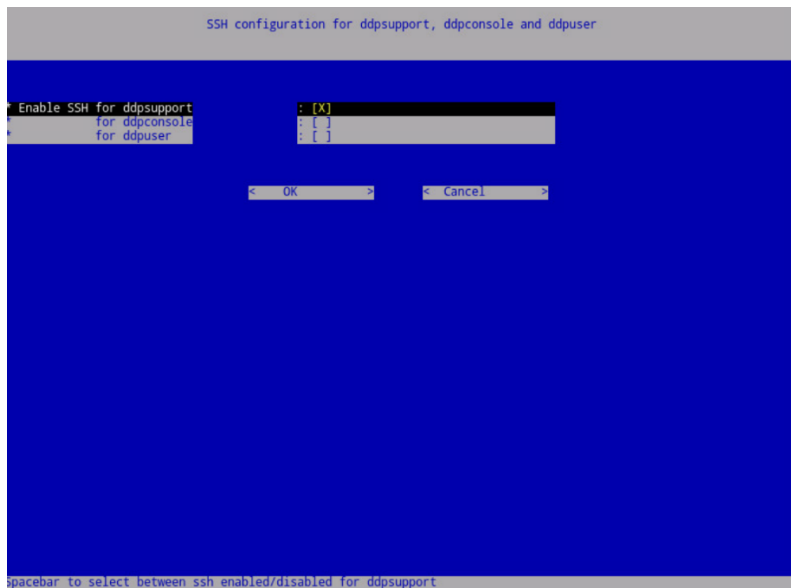 SSH configuration for ddpsupport, ddpconsole and ddpuser
* Enable SSH for ddpsupport : [X]
* for ddpconsole : [ ]
* for ddpuser : [ ]
< OK > < Cancel >
Spacebar to select between ssh enabled/disabled for ddpsupport